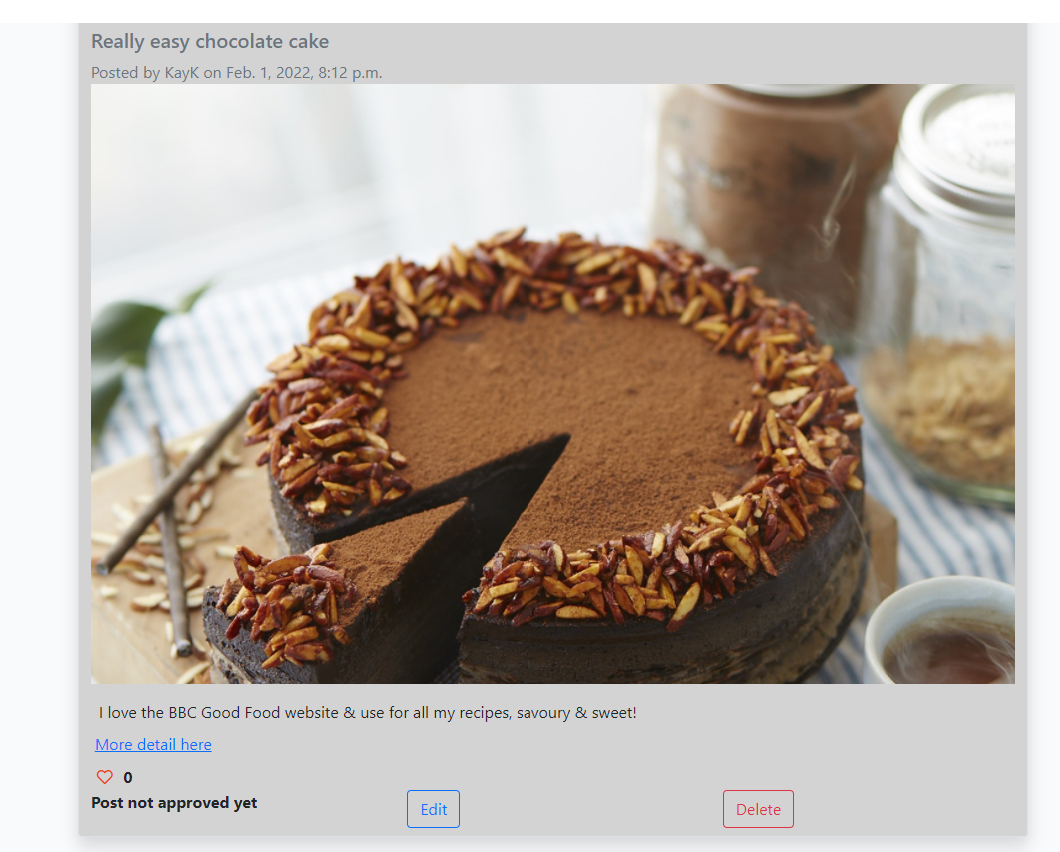 Really easy chocolate cake
Posted by KayK on Feb. 1, 2022, 8:12 p.m.
I love the BBC Good Food website & use for all my recipes, savoury & sweet!
More detail here
0
Post not approved yet
Edit
Delete